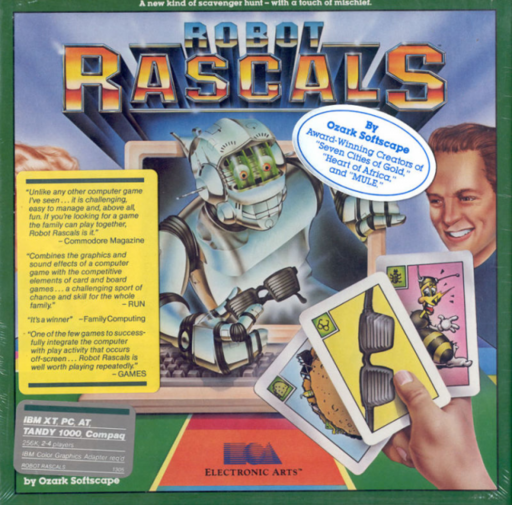 A new kind of scavenger hunt – with a touch of mischief.
ROBOT
RASCALS™
By
Ozark Softscape
Award-Winning Creators of
"Seven Cities of Gold,"
"Heart of Africa,"
and "MULE."
"Unlike any other computer game
I've seen . . . it is challenging,
easy to manage and, above all,
fun. If you're looking for a game
the family can play together,
Robot Rascals is it."
– Commodore Magazine
"Combines the graphics and
sound effects of a computer
game with the competitive
elements of card and board
games . . . a challenging sport of
chance and skill for the whole
family."
– RUN
"It's a winner" –FamilyComputing
"One of the few games to success-
fully integrate the computer
with play activity that occurs
off-screen . . . Robot Rascals is
well worth playing repeatedly."
– GAMES
IBM XT, PC, AT,
TANDY 1000, Compaq
256K, 2-4 players
IBM Color Graphics Adapter req'd
ROBOT RASCALS
by Ozark Softscape
ELECTRONIC ARTS™